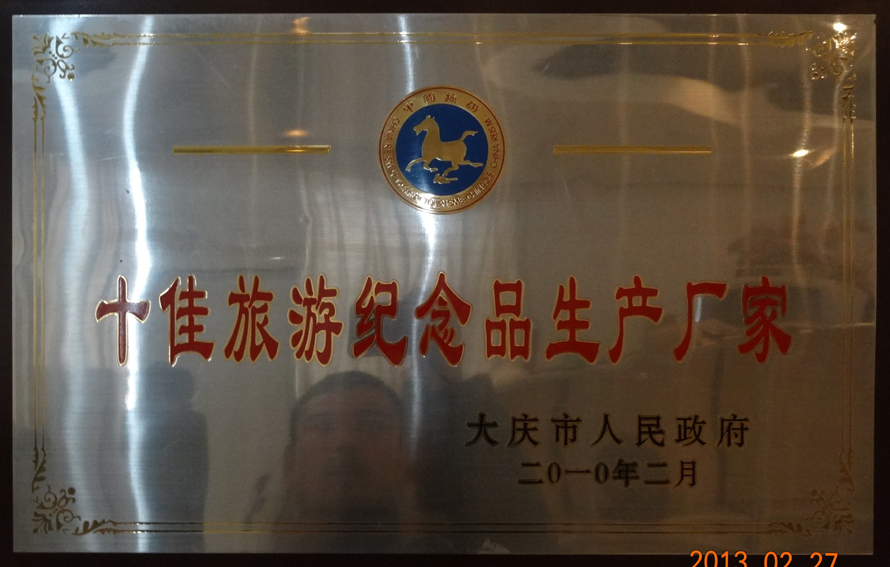 十佳旅游纪念品生产厂家
大庆市人民政府
二0一0年二月
2013 02 27